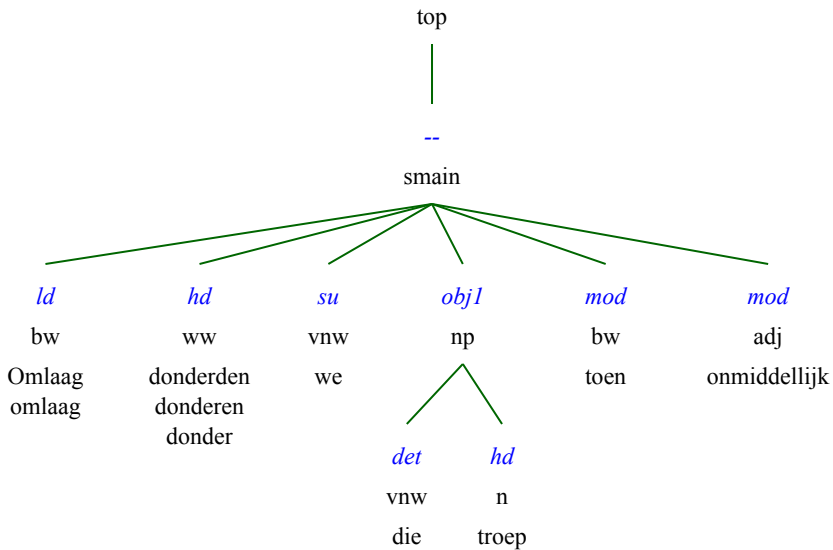 top
--
smain
ld hd su obj1 mod mod
bw ww vnw np bw adj
Omlaag donderden we toen onmiddellijk
omlaag donderen
donder
det hd
vnw n
die troep